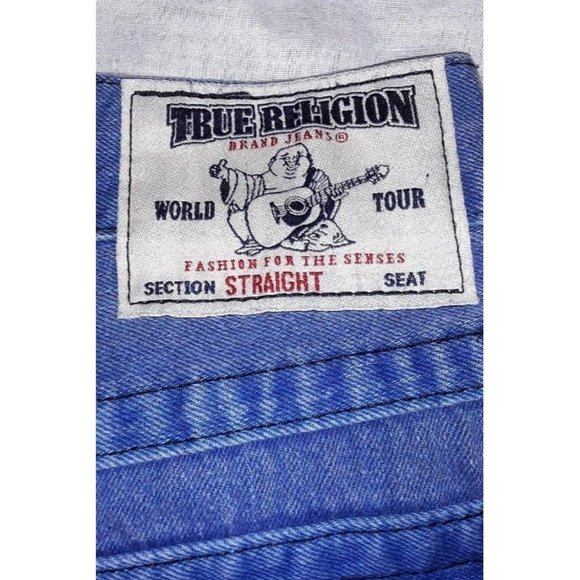 TRUE RELIGION
BRAND JEANS®
WORLD TOUR
FASHION FOR THE SENSES
SECTION STRAIGHT SEAT